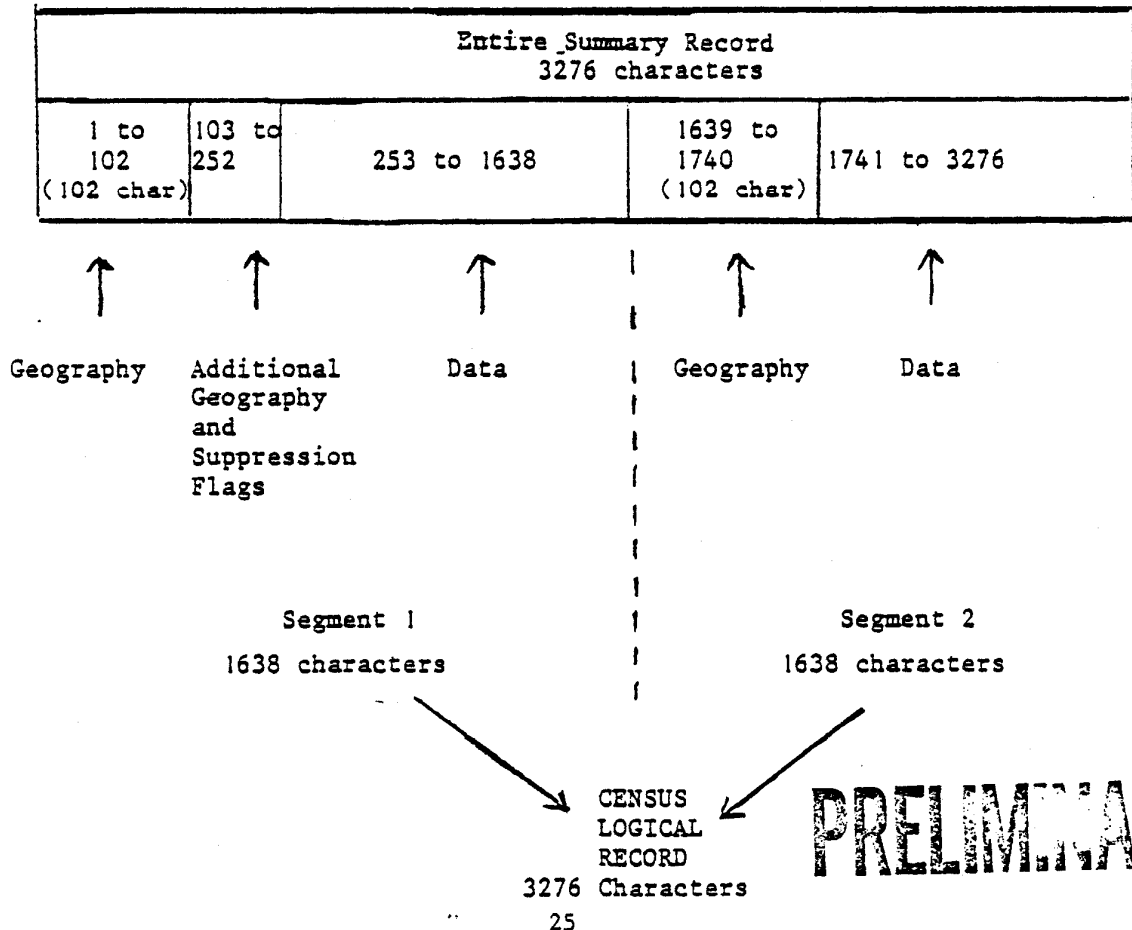 Entire Summary Record
3276 characters
1 to
102
(102 char)
103 to
252
253 to 1638
1639 to
1740
(102 char)
1741 to 3276
Geography
Additional
Geography
and
Suppression
Flags
Data
Geography
Data
Segment 1
1638 characters
Segment 2
1638 characters
CENSUS
LOGICAL
RECORD
3276 Characters
25